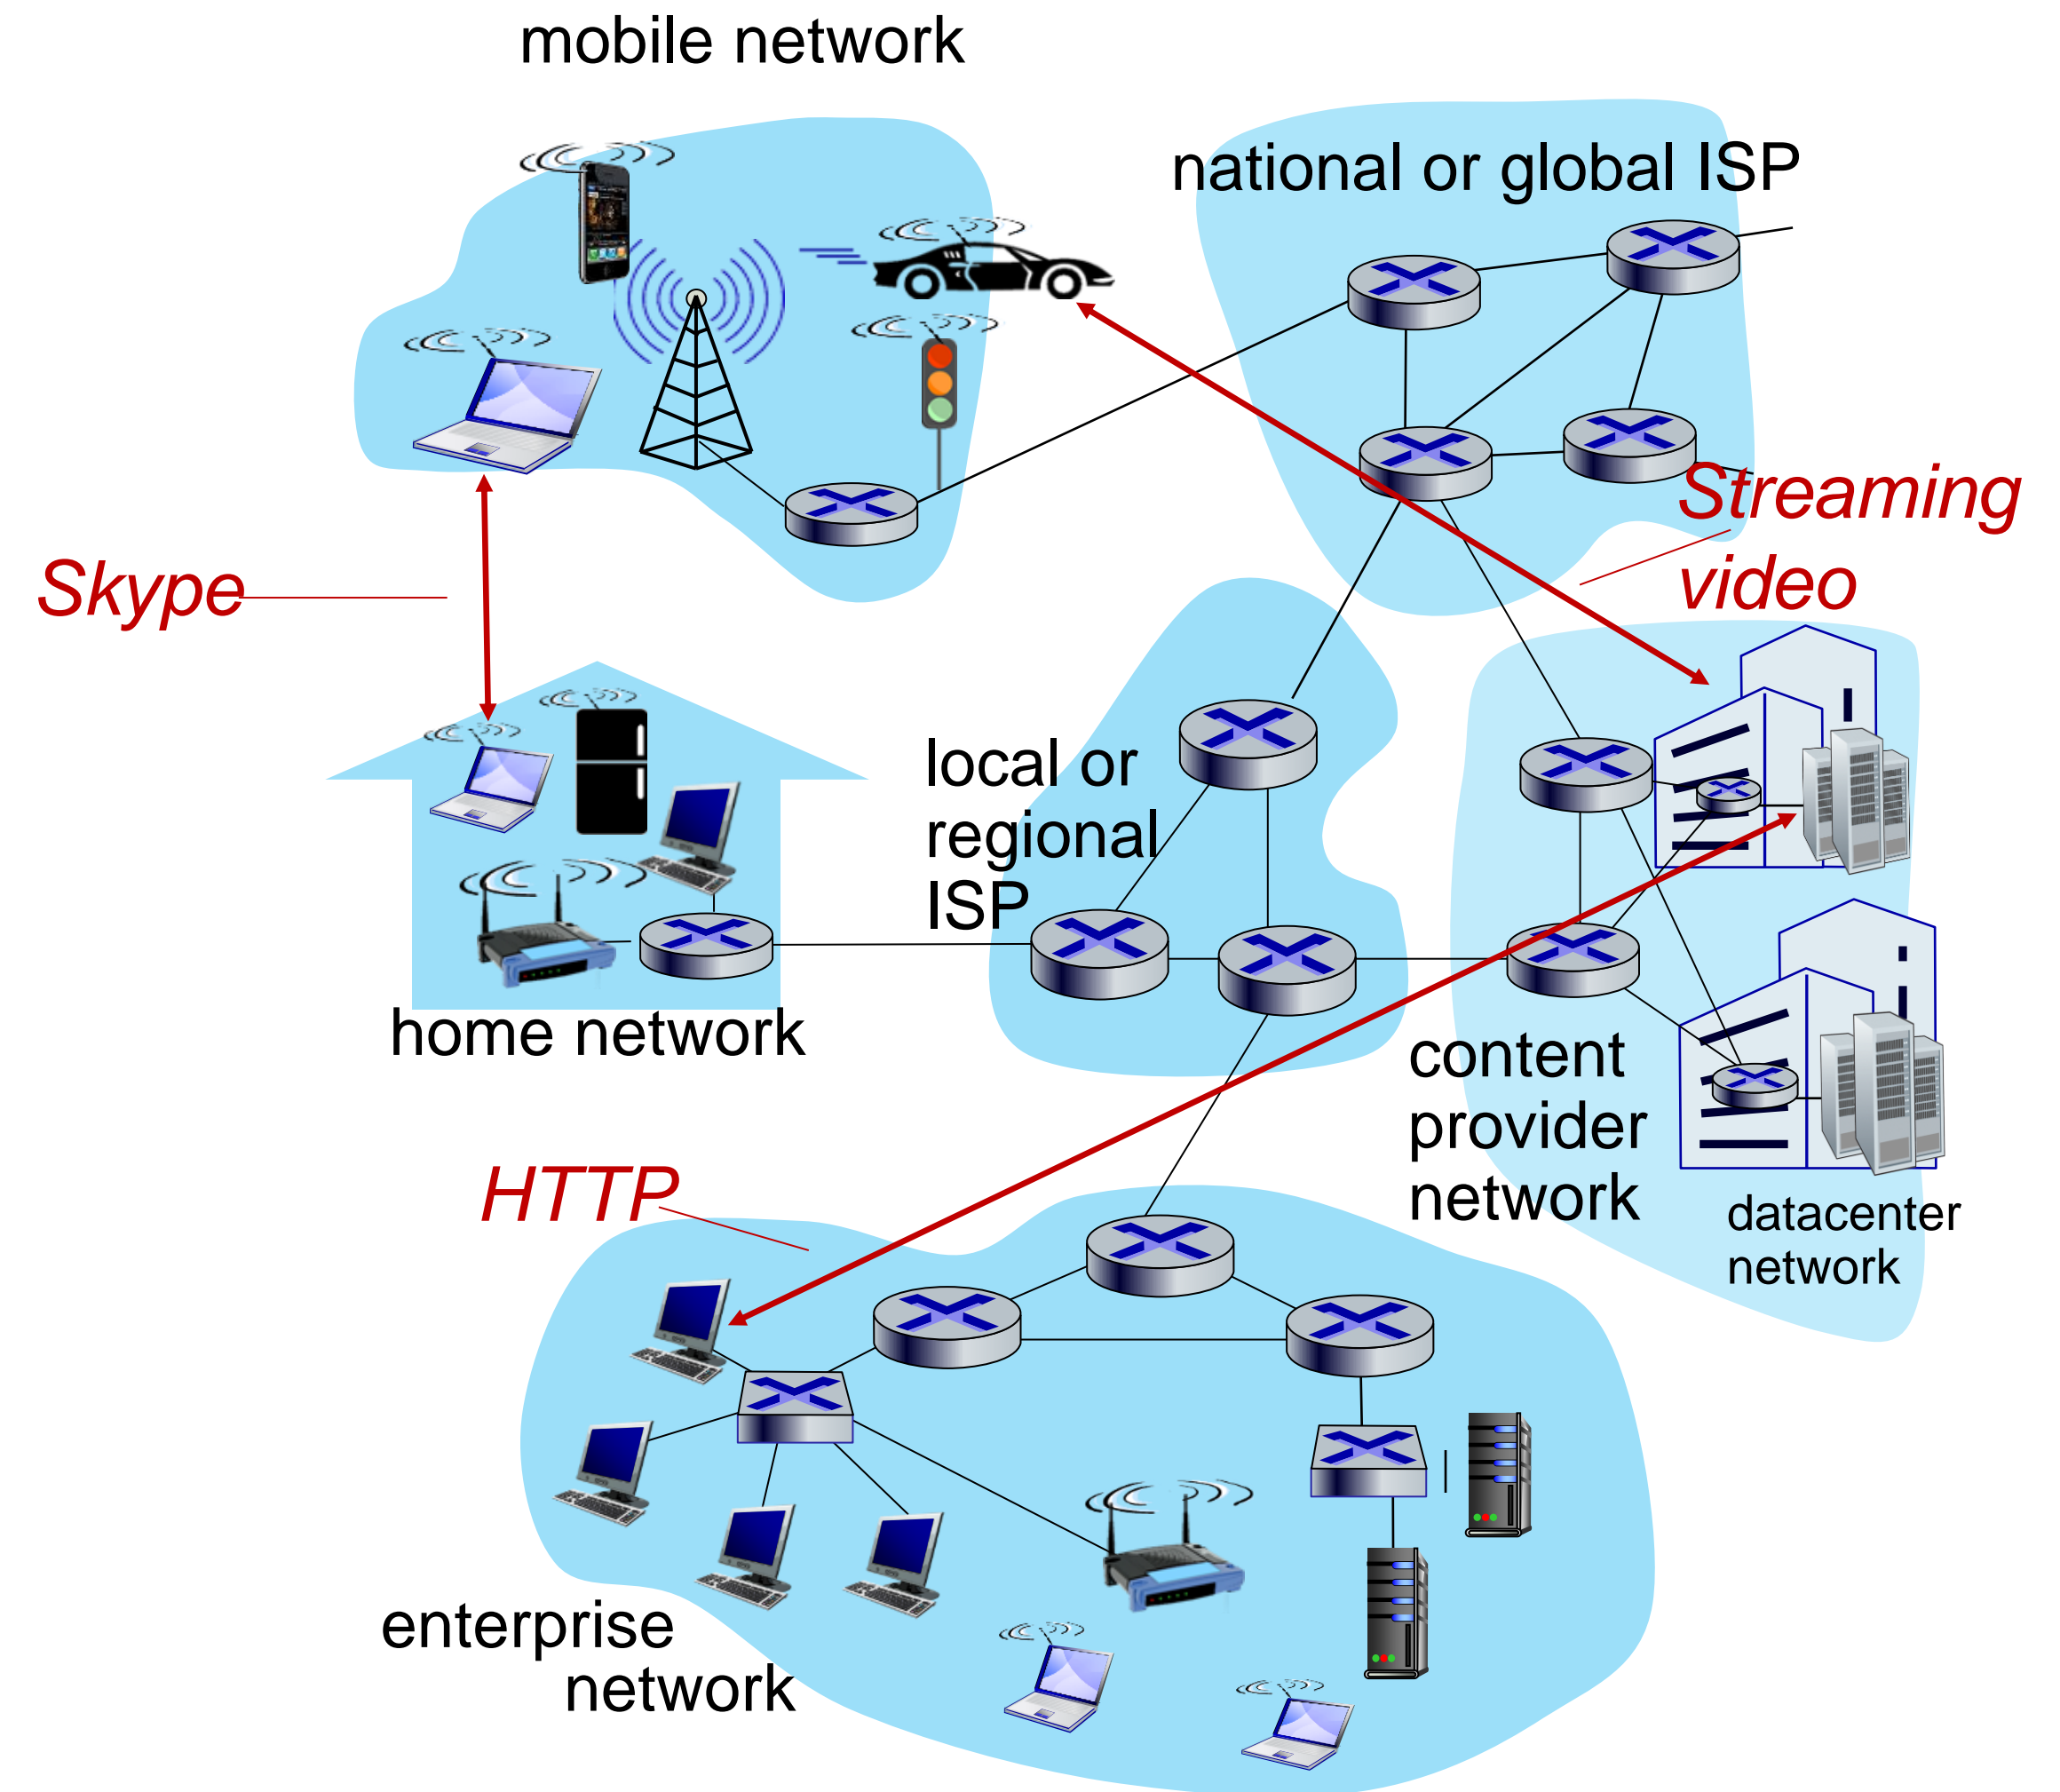 mobile network
national or global ISP
Streaming
video
Skype
local or
regional
ISP
home network
content
provider
network
HTTP
datacenter
network
enterprise
network